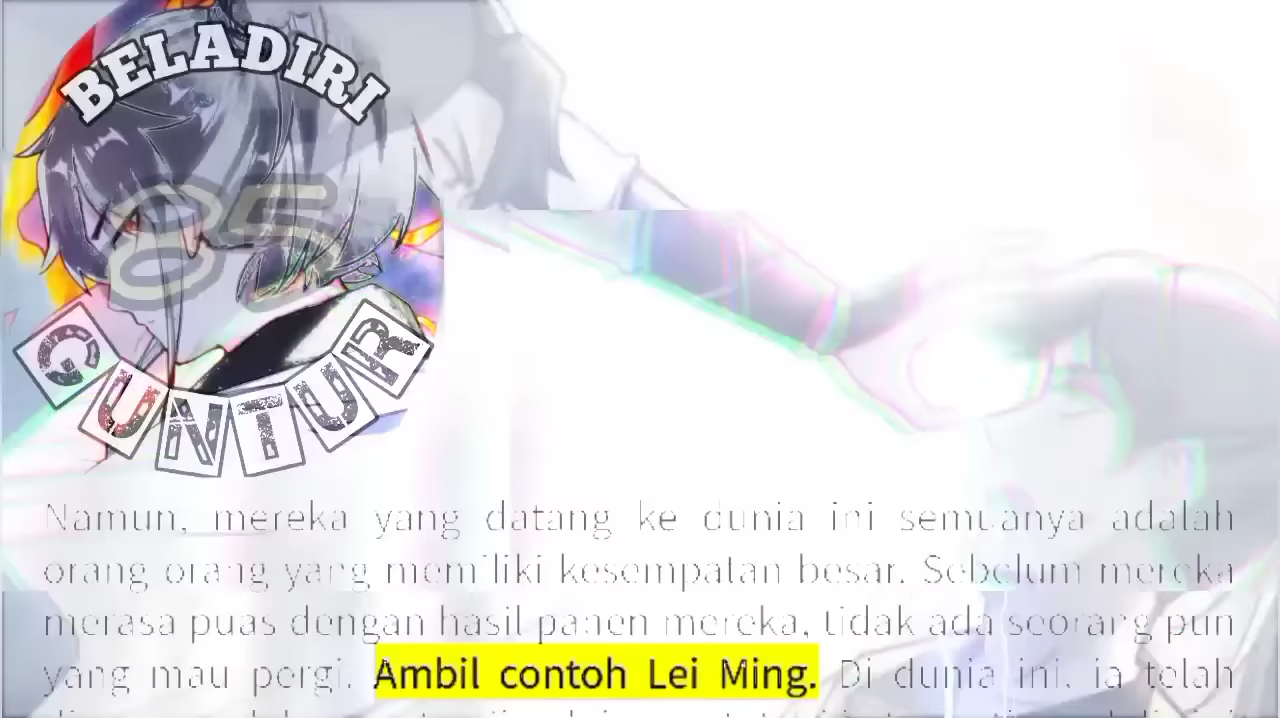 BELADIRI
85
GUNTUR
Namun, mereka yang datang ke dunia ini semuanya adalah
orang orang yang memiliki kesempatan besar. Sebelum mereka
merasa puas dengan hasil panen mereka, tidak ada seorang pun
yang mau pergi. Ambil contoh Lei Ming. Di dunia ini, ia telah